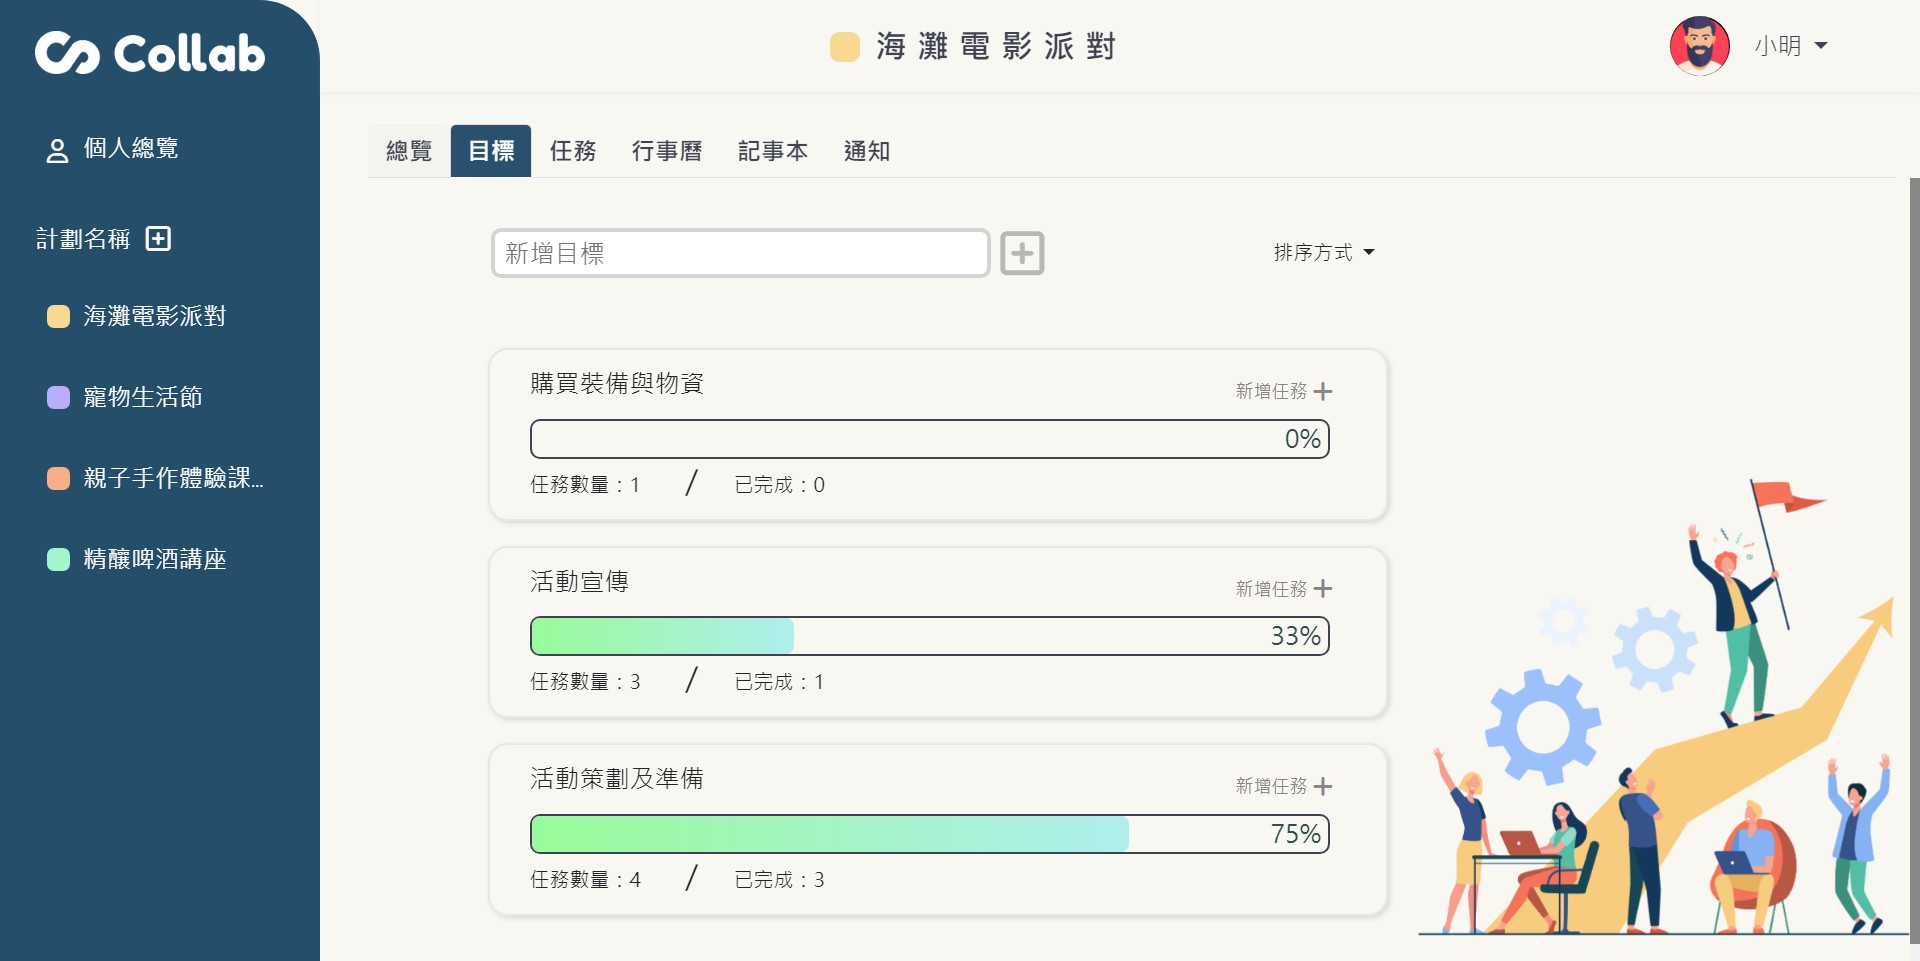 Collab
海灘電影派對
小明
個人總覽
計劃名稱
海灘電影派對
寵物生活節
親子手作體驗課...
精釀啤酒講座
總覽 目標 任務 行事曆 記事本 通知
新增目標
排序方式
購買裝備與物資
新增任務
0%
任務數量：1 / 已完成：0
活動宣傳
新增任務
33%
任務數量：3 / 已完成：1
活動策劃及準備
新增任務
75%
任務數量：4 / 已完成：3